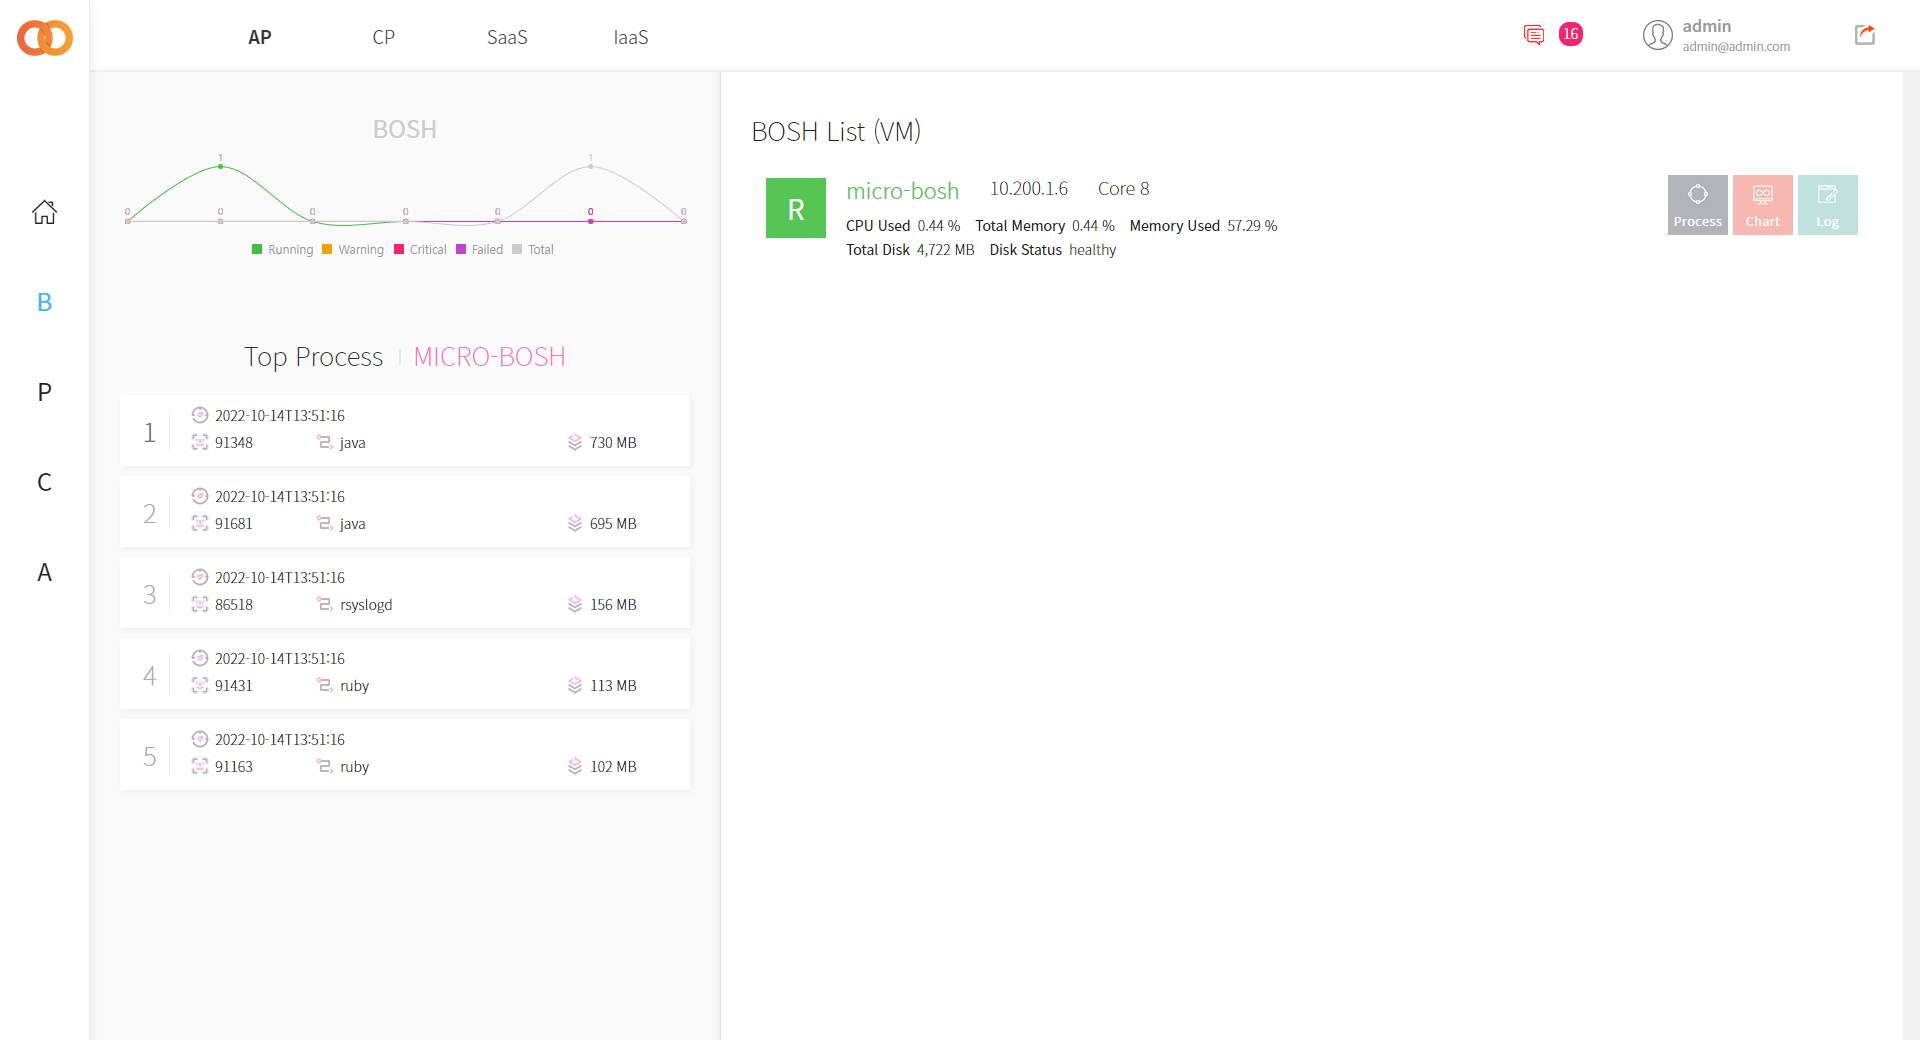 AP CP SaaS IaaS 16 admin
admin@admin.com
B
P
C
A
BOSH
1 1
0 0 0 0 0 0 0
Running Warning Critical Failed Total
Top Process MICRO-BOSH
1 2022-10-14T13:51:16
91348 java 730 MB
2 2022-10-14T13:51:16
91681 java 695 MB
3 2022-10-14T13:51:16
86518 rsyslogd 156 MB
4 2022-10-14T13:51:16
91431 ruby 113 MB
5 2022-10-14T13:51:16
91163 ruby 102 MB
BOSH List (VM)
R micro-bosh 10.200.1.6 Core 8
CPU Used 0.44 % Total Memory 0.44 % Memory Used 57.29 %
Total Disk 4,722 MB Disk Status healthy
Process Chart Log